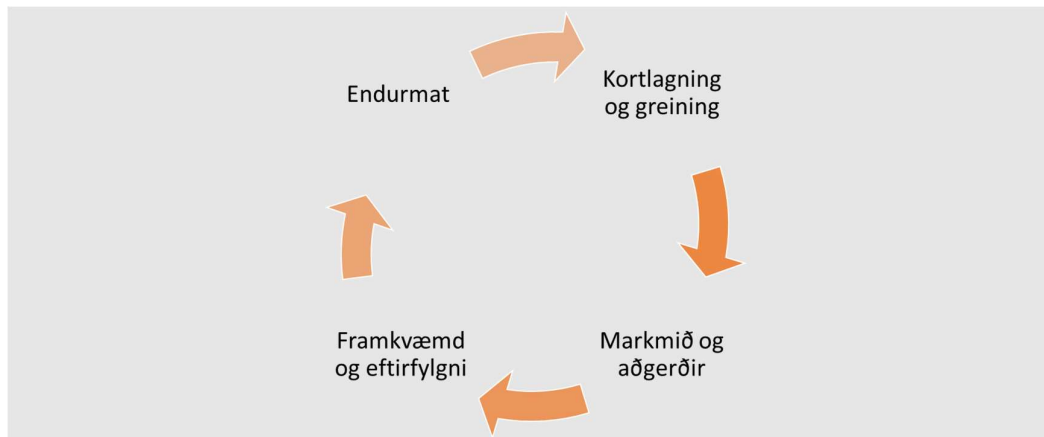 Endurmat
Kortlagning
og greining
Markmið og
aðgerðir
Framkvæmd
og eftirfylgni